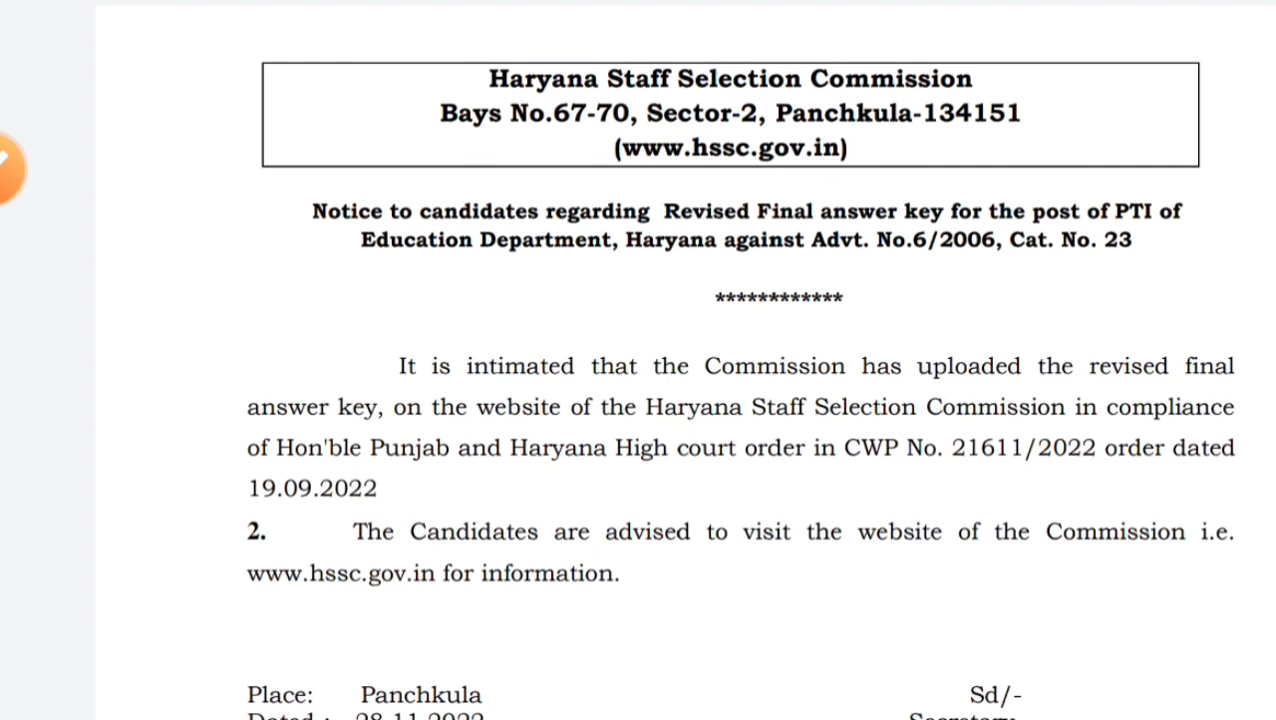 Haryana Staff Selection Commission
Bays No.67-70, Sector-2, Panchkula-134151
(www.hssc.gov.in)
Notice to candidates regarding Revised Final answer key for the post of PTI of
Education Department, Haryana against Advt. No.6/2006, Cat. No. 23
************
It is intimated that the Commission has uploaded the revised final
answer key, on the website of the Haryana Staff Selection Commission in compliance
of Hon'ble Punjab and Haryana High court order in CWP No. 21611/2022 order dated
19.09.2022
2. The Candidates are advised to visit the website of the Commission i.e.
www.hssc.gov.in for information.
Place: Panchkula Sd/-
Dated : 28.11.2022 Secretary